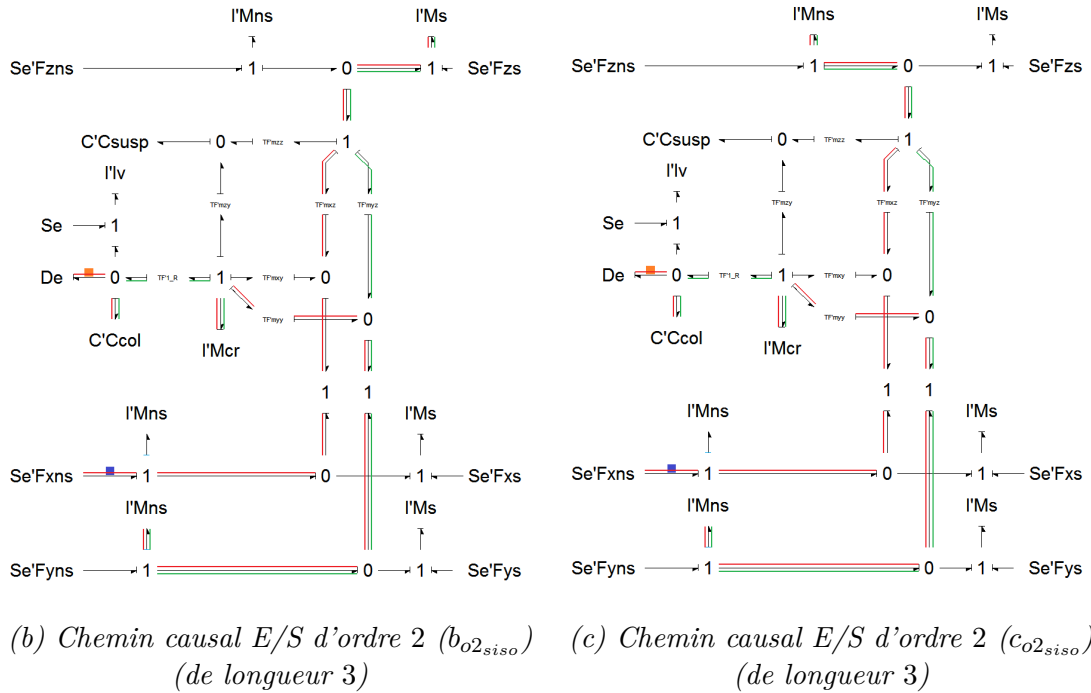 I'Mns I'Ms I'Mns I'Ms
Se'Fzns 1 0 1 Se'Fzs Se'Fzns 1 0 1 Se'Fzs
C'Csusp 0 TF'mzz 1 C'Csusp 0 TF'mzz 1
I'Iv I'Iv
TF'mzy TF'mxz TF'myz TF'mzy TF'mxz TF'myz
Se 1 Se 1
De 0 TF'1_R 1 TF'mxy 0 De 0 TF'1_R 1 TF'mxy 0
TF'myy 0 TF'myy 0
C'Ccol I'Mcr C'Ccol I'Mcr
1 1 1 1
I'Mns I'Ms I'Mns I'Ms
Se'Fxns 1 0 1 Se'Fxs Se'Fxns 1 0 1 Se'Fxs
I'Mns I'Ms I'Mns I'Ms
Se'Fyns 1 0 1 Se'Fys Se'Fyns 1 0 1 Se'Fys
(b) Chemin causal E/S d'ordre 2 (b_{o2_{siso}}) (c) Chemin causal E/S d'ordre 2 (c_{o2_{siso}})
(de longueur 3) (de longueur 3)